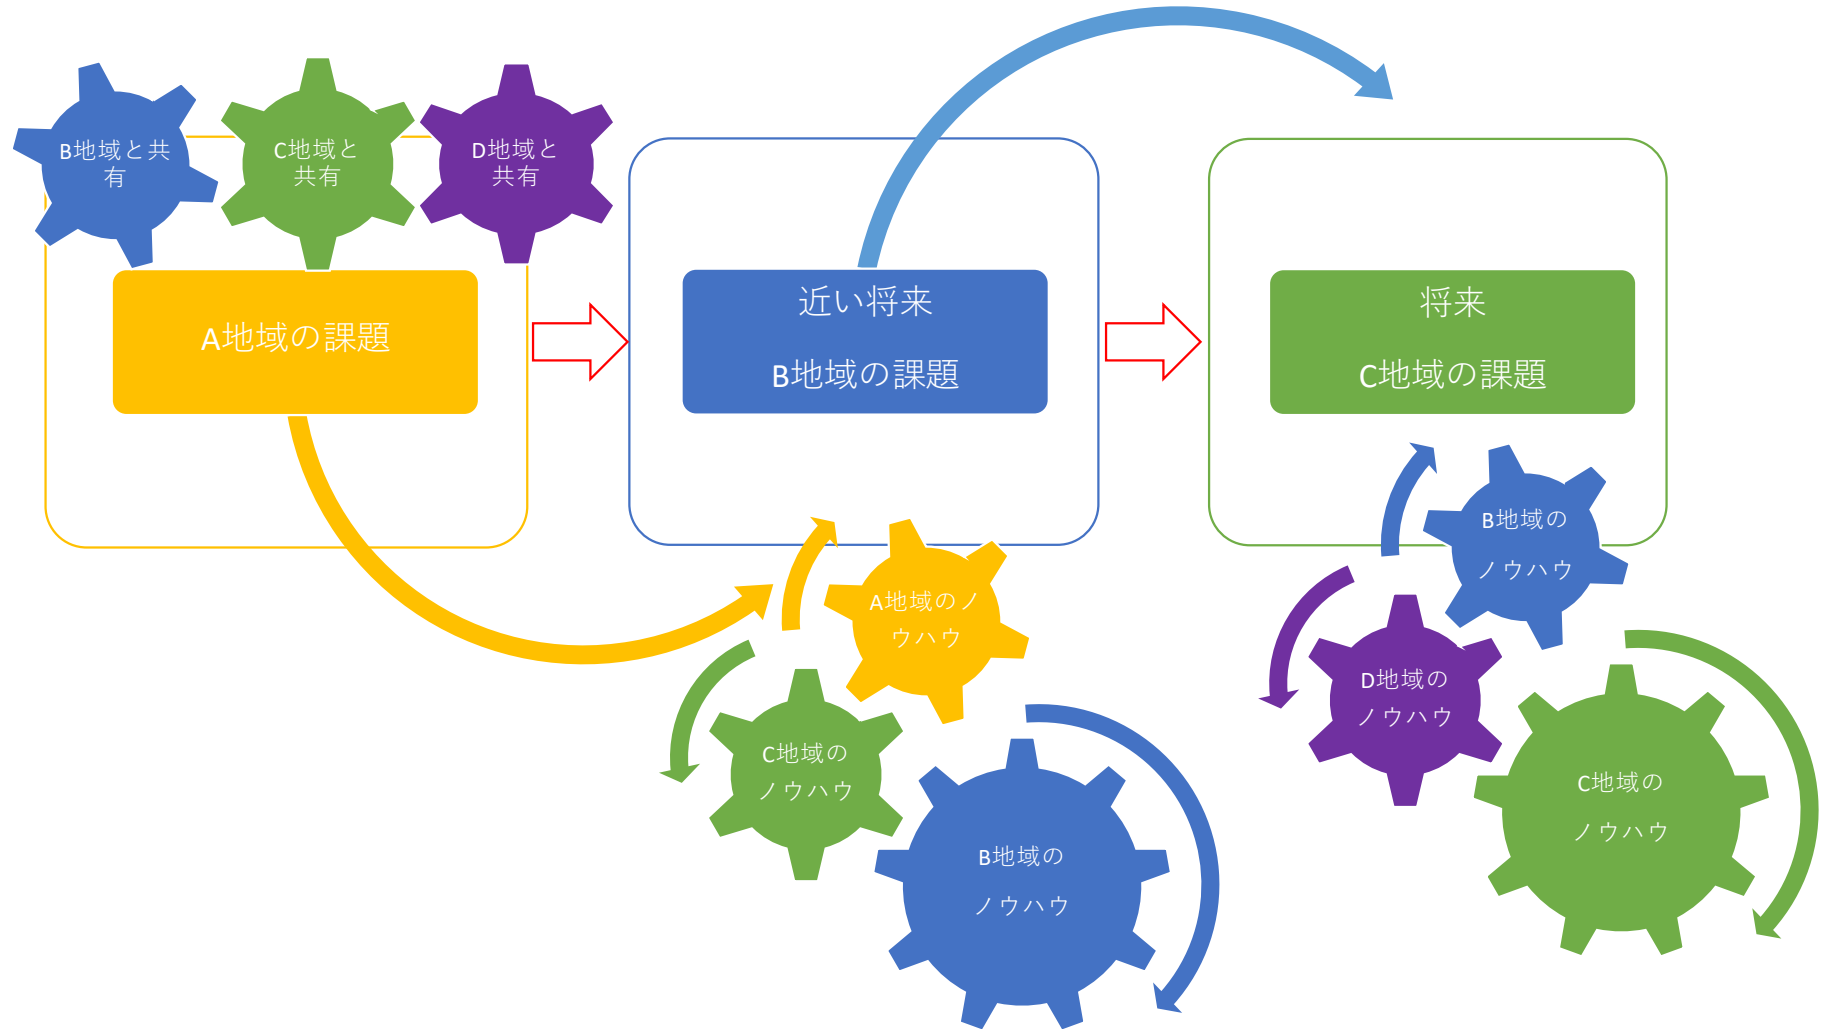 B地域と共
有
C地域と
共有
D地域と
共有
A地域の課題
近い将来
B地域の課題
将来
C地域の課題
A地域のノ
ウハウ
C地域の
ノウハウ
B地域の
ノウハウ
B地域の
ノウハウ
D地域の
ノウハウ
C地域の
ノウハウ